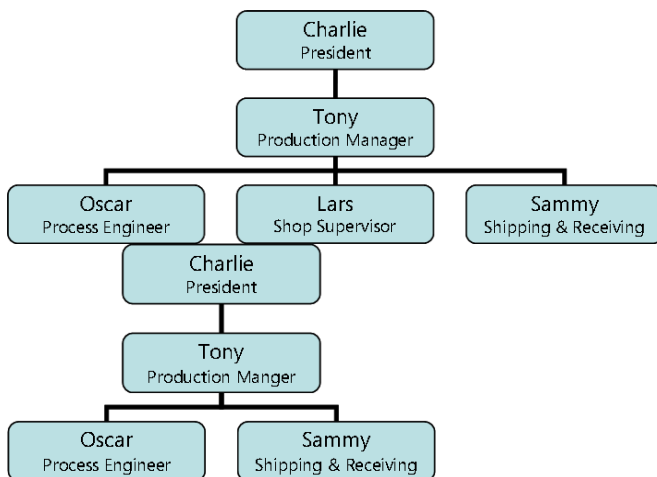 Charlie
President
Tony
Production Manager
Oscar
Process Engineer
Lars
Shop Supervisor
Sammy
Shipping & Receiving
Charlie
President
Tony
Production Manger
Oscar
Process Engineer
Sammy
Shipping & Receiving